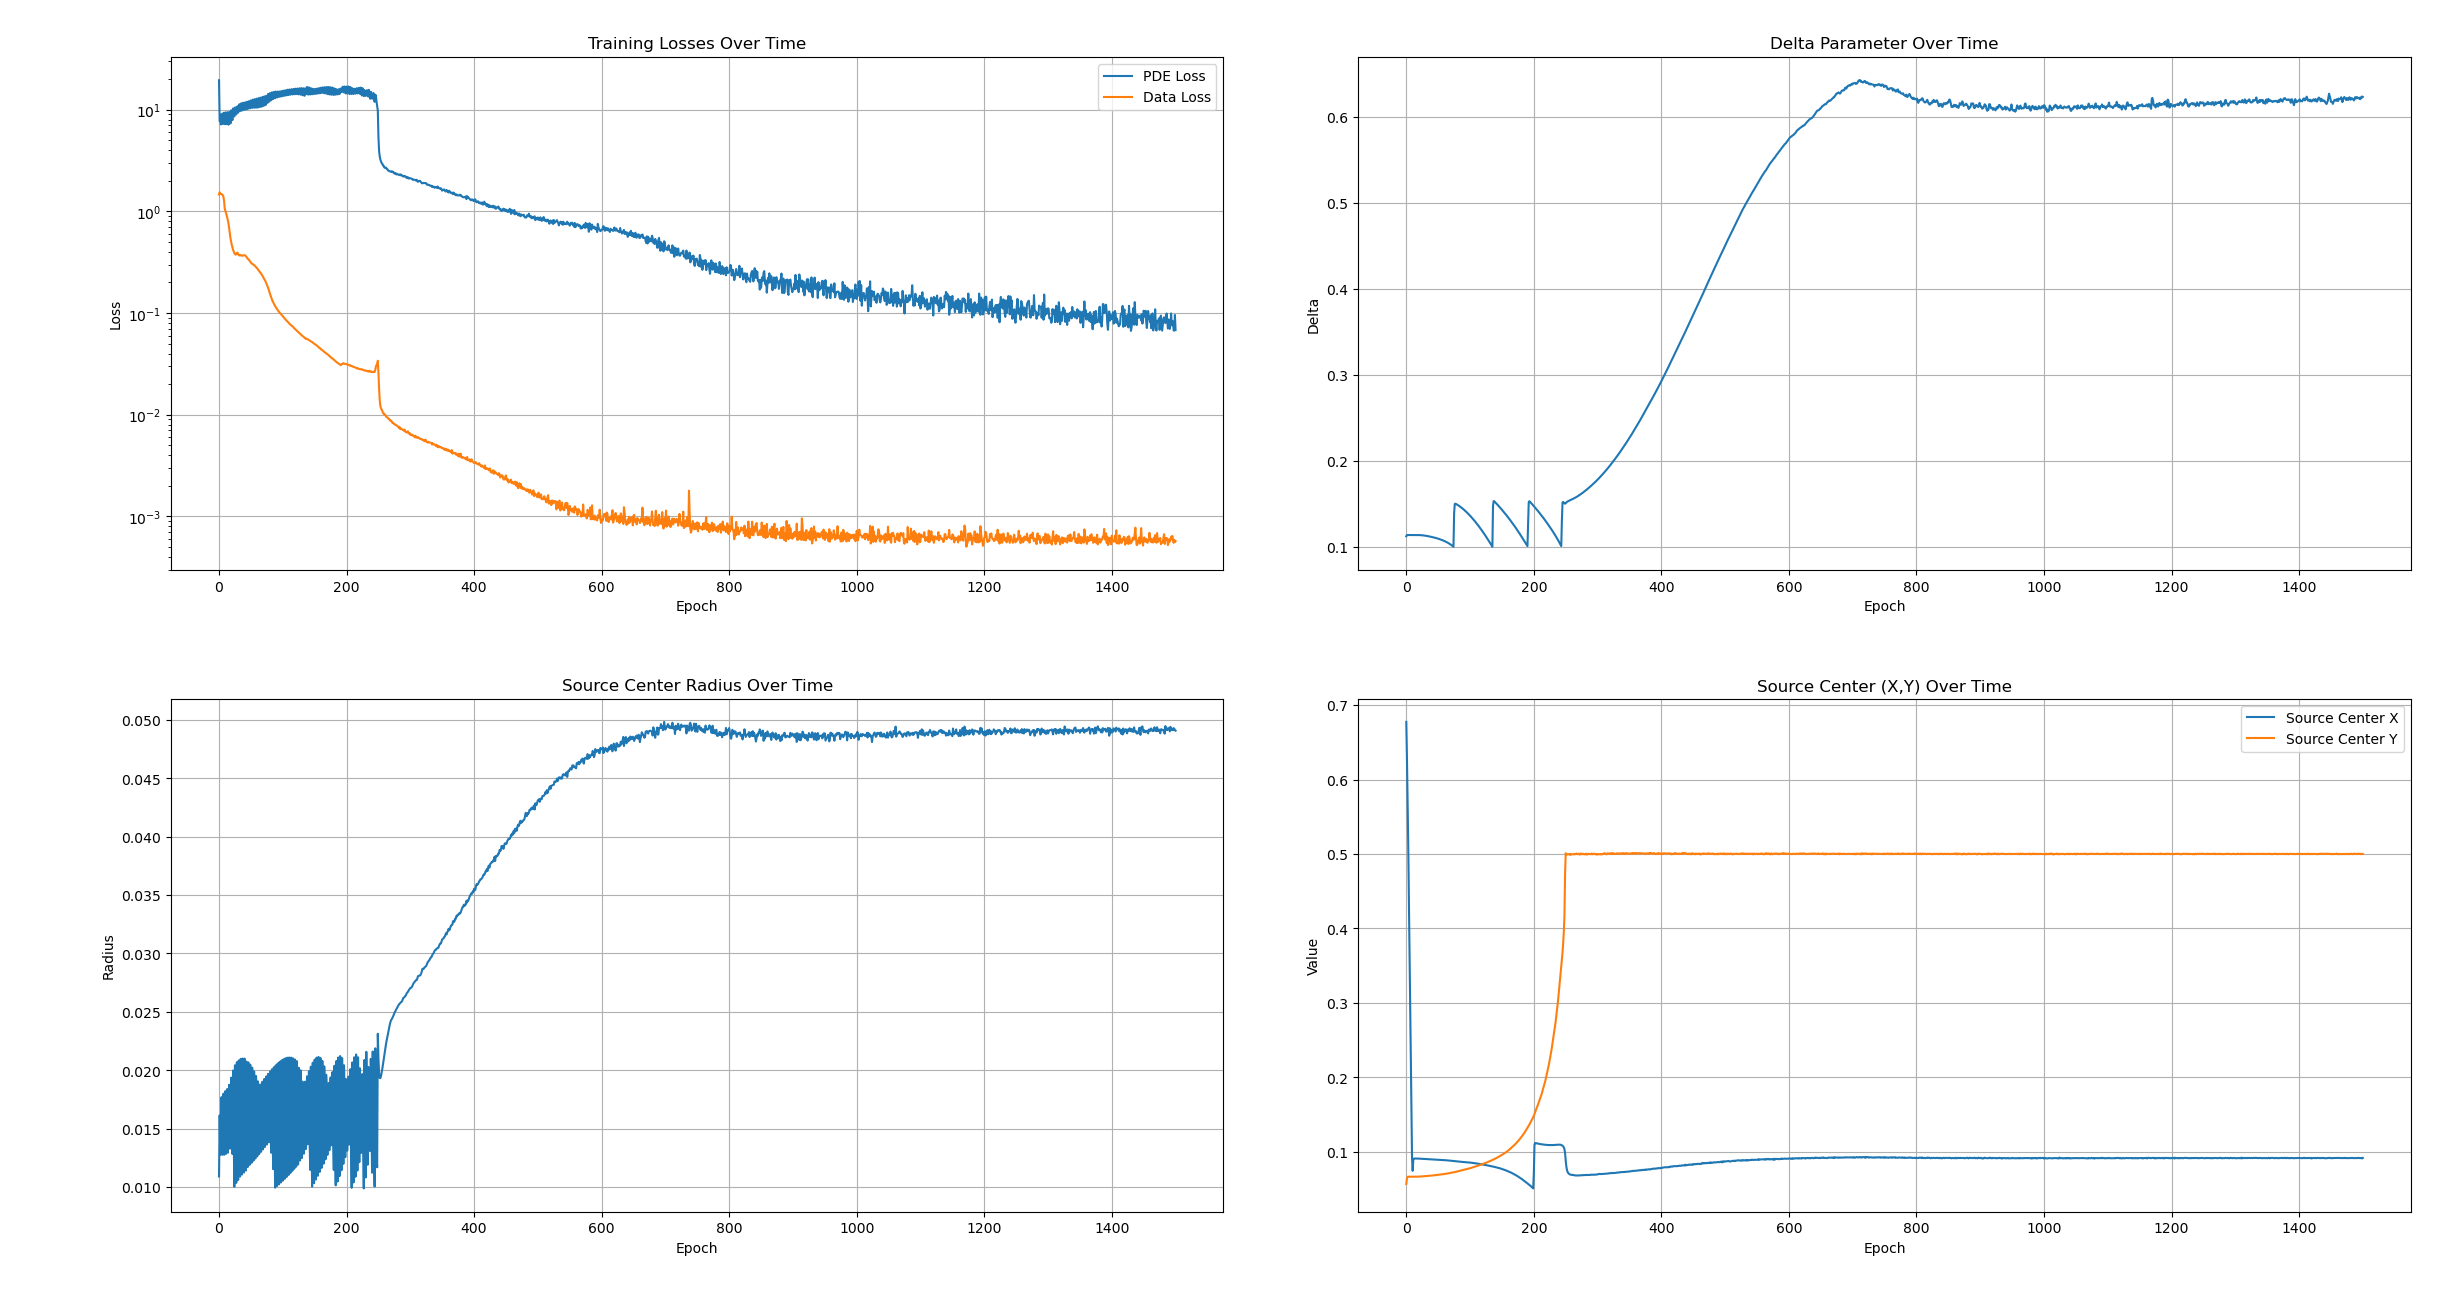 Training Losses Over Time
PDE Loss
Data Loss
10¹
10⁰
10⁻¹
10⁻²
10⁻³
Loss
0 200 400 600 800 1000 1200 1400
Epoch
Delta Parameter Over Time
0.6
0.5
0.4
0.3
0.2
0.1
Delta
0 200 400 600 800 1000 1200 1400
Epoch
Source Center Radius Over Time
0.050
0.045
0.040
0.035
0.030
0.025
0.020
0.015
0.010
Radius
0 200 400 600 800 1000 1200 1400
Epoch
Source Center (X,Y) Over Time
Source Center X
Source Center Y
0.7
0.6
0.5
0.4
0.3
0.2
0.1
Value
0 200 400 600 800 1000 1200 1400
Epoch